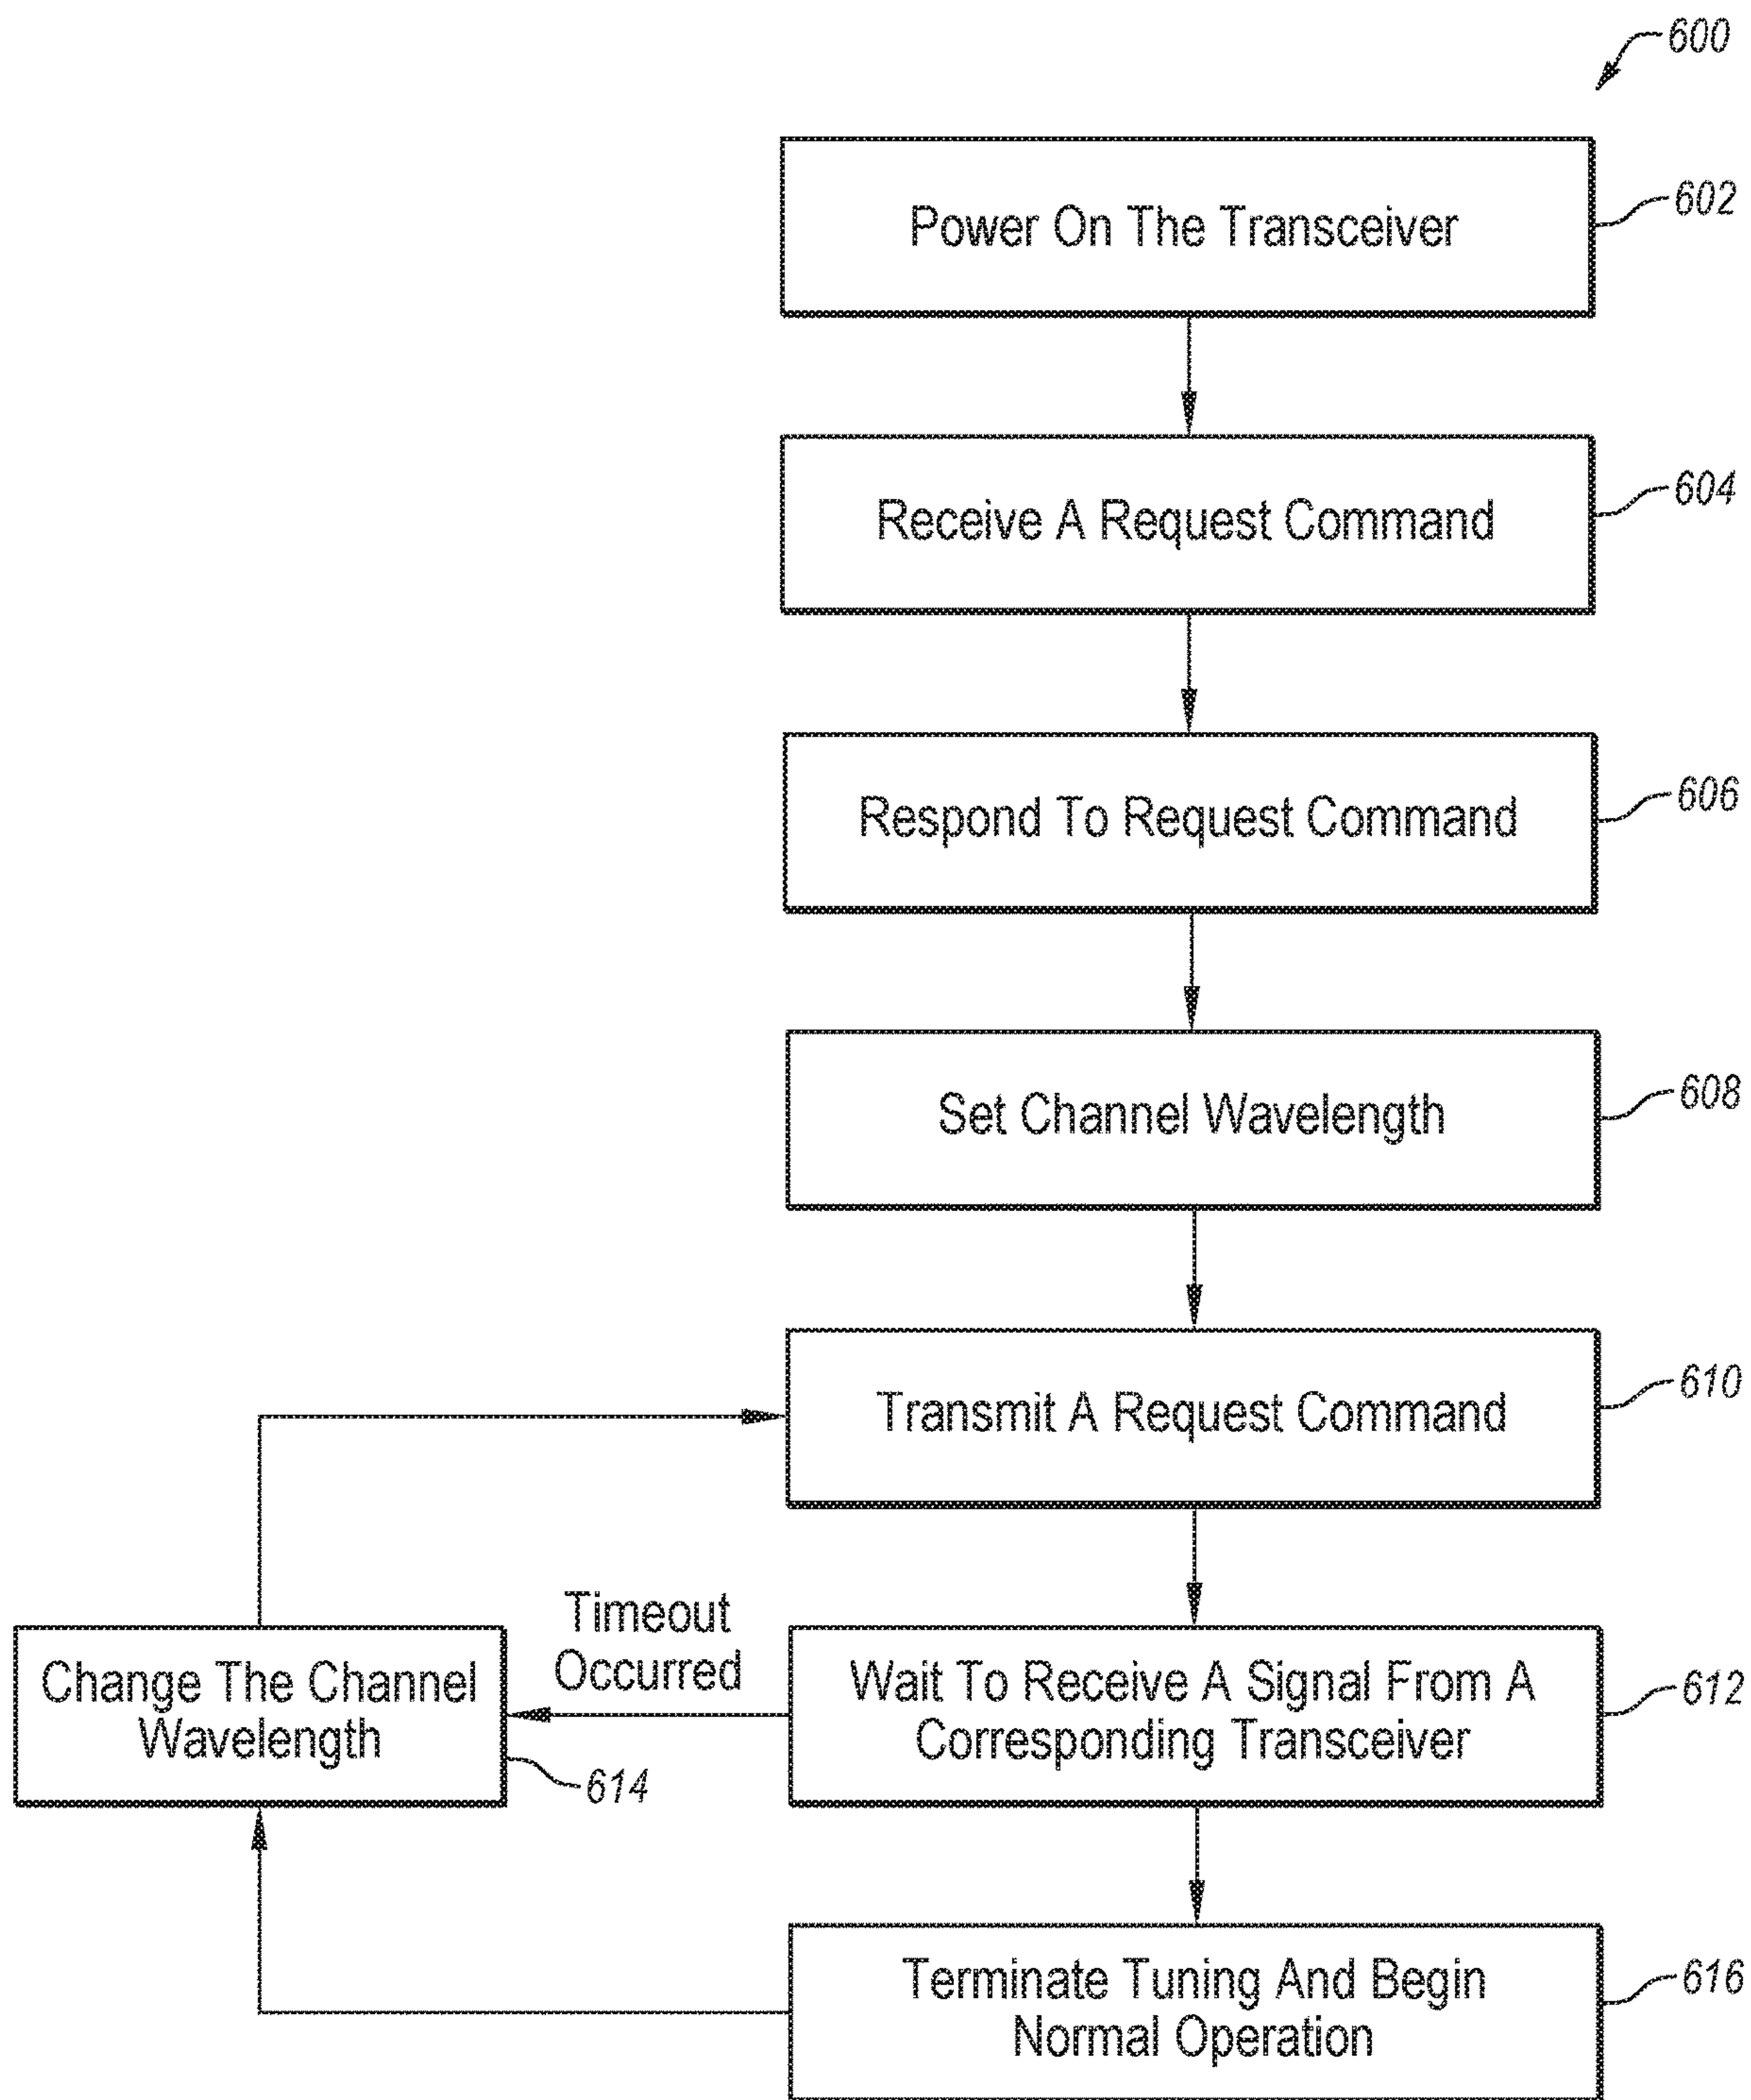 600
Power On The Transceiver
602
Receive A Request Command
604
Respond To Request Command
606
Set Channel Wavelength
608
Transmit A Request Command
610
Timeout
Occurred
Change The Channel
Wavelength
614
Wait To Receive A Signal From A
Corresponding Transceiver
612
Terminate Tuning And Begin
Normal Operation
616